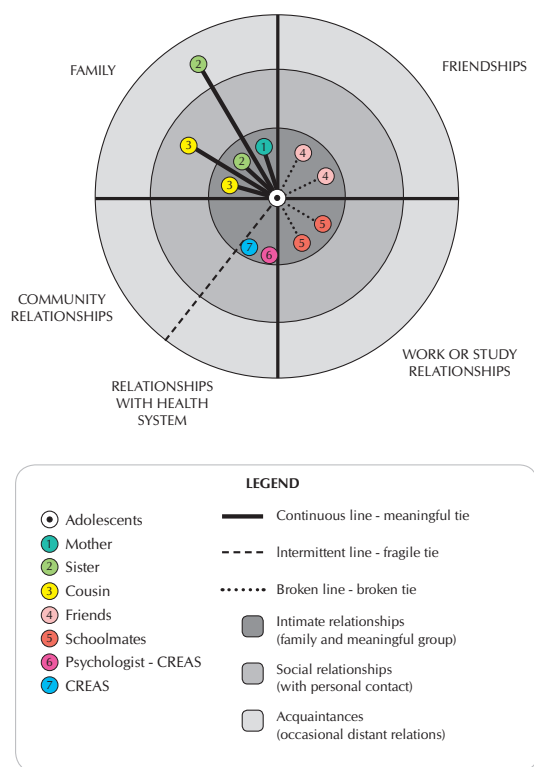 FAMILY
FRIENDSHIPS
2
3
1
2
3
4
4
5
5
7
6
COMMUNITY
RELATIONSHIPS
RELATIONSHIPS
WITH HEALTH
SYSTEM
WORK OR STUDY
RELATIONSHIPS
LEGEND
Adolescents
1 Mother
2 Sister
3 Cousin
4 Friends
5 Schoolmates
6 Psychologist - CREAS
7 CREAS
Continuous line - meaningful tie
Intermittent line - fragile tie
Broken line - broken tie
Intimate relationships
(family and meaningful group)
Social relationships
(with personal contact)
Acquaintances
(occasional distant relations)